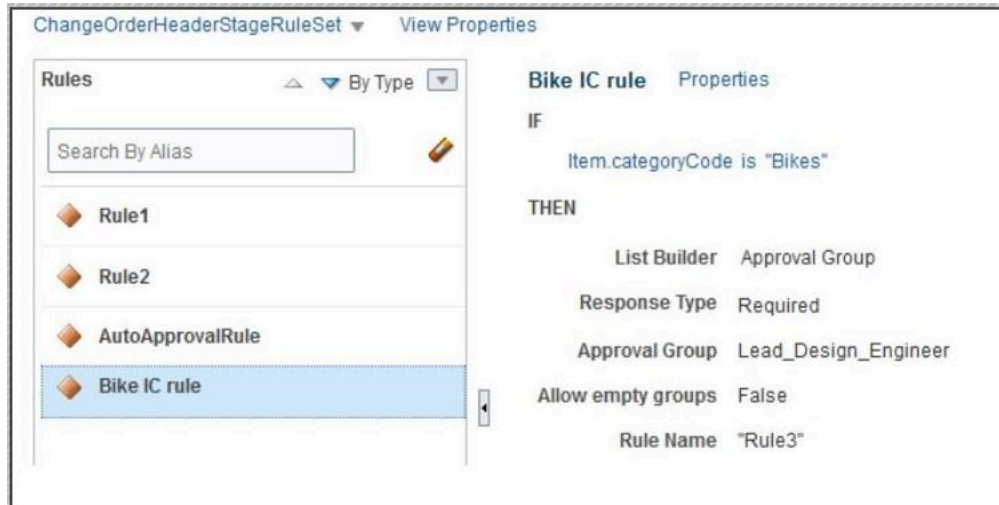 ChangeOrderHeaderStageRuleSet View Properties
Rules By Type
Search By Alias
Rule1
Rule2
AutoApprovalRule
Bike IC rule
Bike IC rule Properties
IF
Item.categoryCode is "Bikes"
THEN
List Builder Approval Group
Response Type Required
Approval Group Lead_Design_Engineer
Allow empty groups False
Rule Name "Rule3"